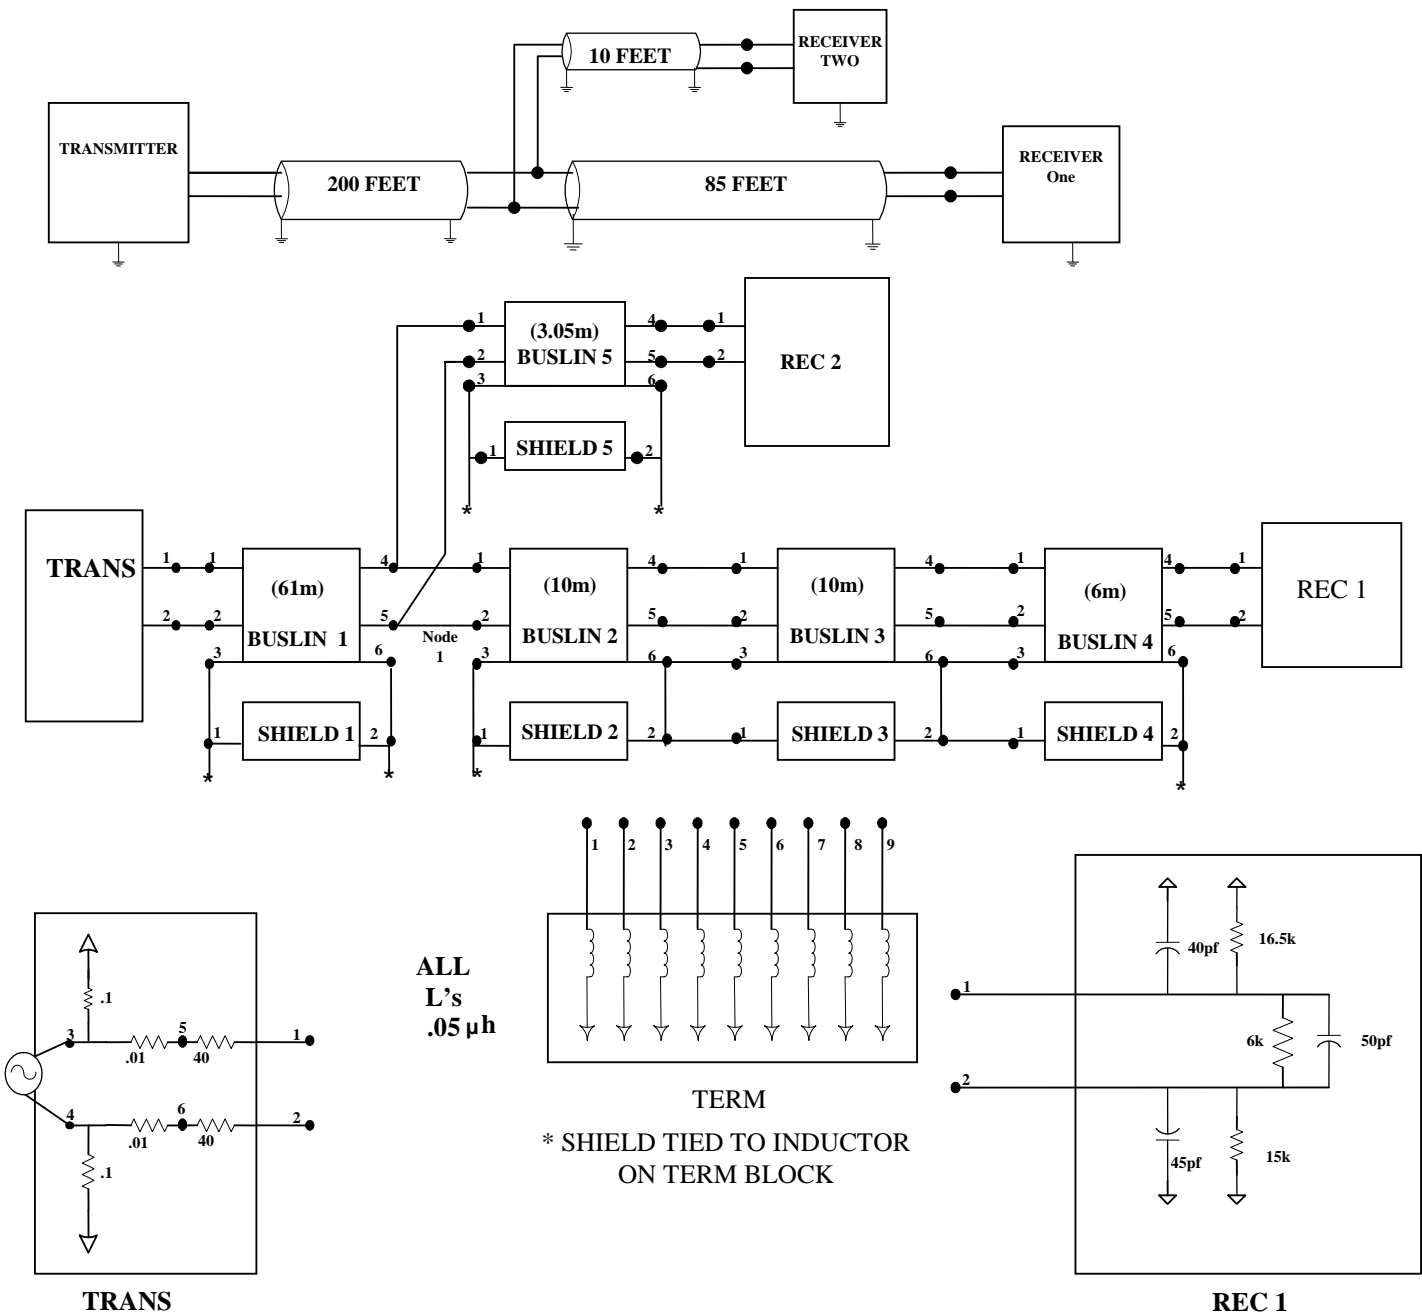 10 FEET
RECEIVER
TWO
TRANSMITTER
200 FEET
85 FEET
RECEIVER
One
1
(3.05m)
4
1
2
BUSLIN 5
5
2
REC 2
3
6
1
SHIELD 5
2
*
*
TRANS
1
1
(61m)
4
1
(10m)
4
1
(10m)
4
1
(6m)
4
1
REC 1
2
2
BUSLIN 1
5
Node
1
2
BUSLIN 2
5
2
BUSLIN 3
5
2
BUSLIN 4
5
2
3
6
3
6
3
6
3
6
1
SHIELD 1
2
1
SHIELD 2
2
1
SHIELD 3
2
1
SHIELD 4
2
*
*
*
*
1
2
3
4
5
6
7
8
9
ALL
L's
.05 µh
TERM
* SHIELD TIED TO INDUCTOR
ON TERM BLOCK
.1
3
5
1
.01
40
4
6
2
.01
40
.1
TRANS
40pf
16.5k
1
6k
50pf
2
45pf
15k
REC 1